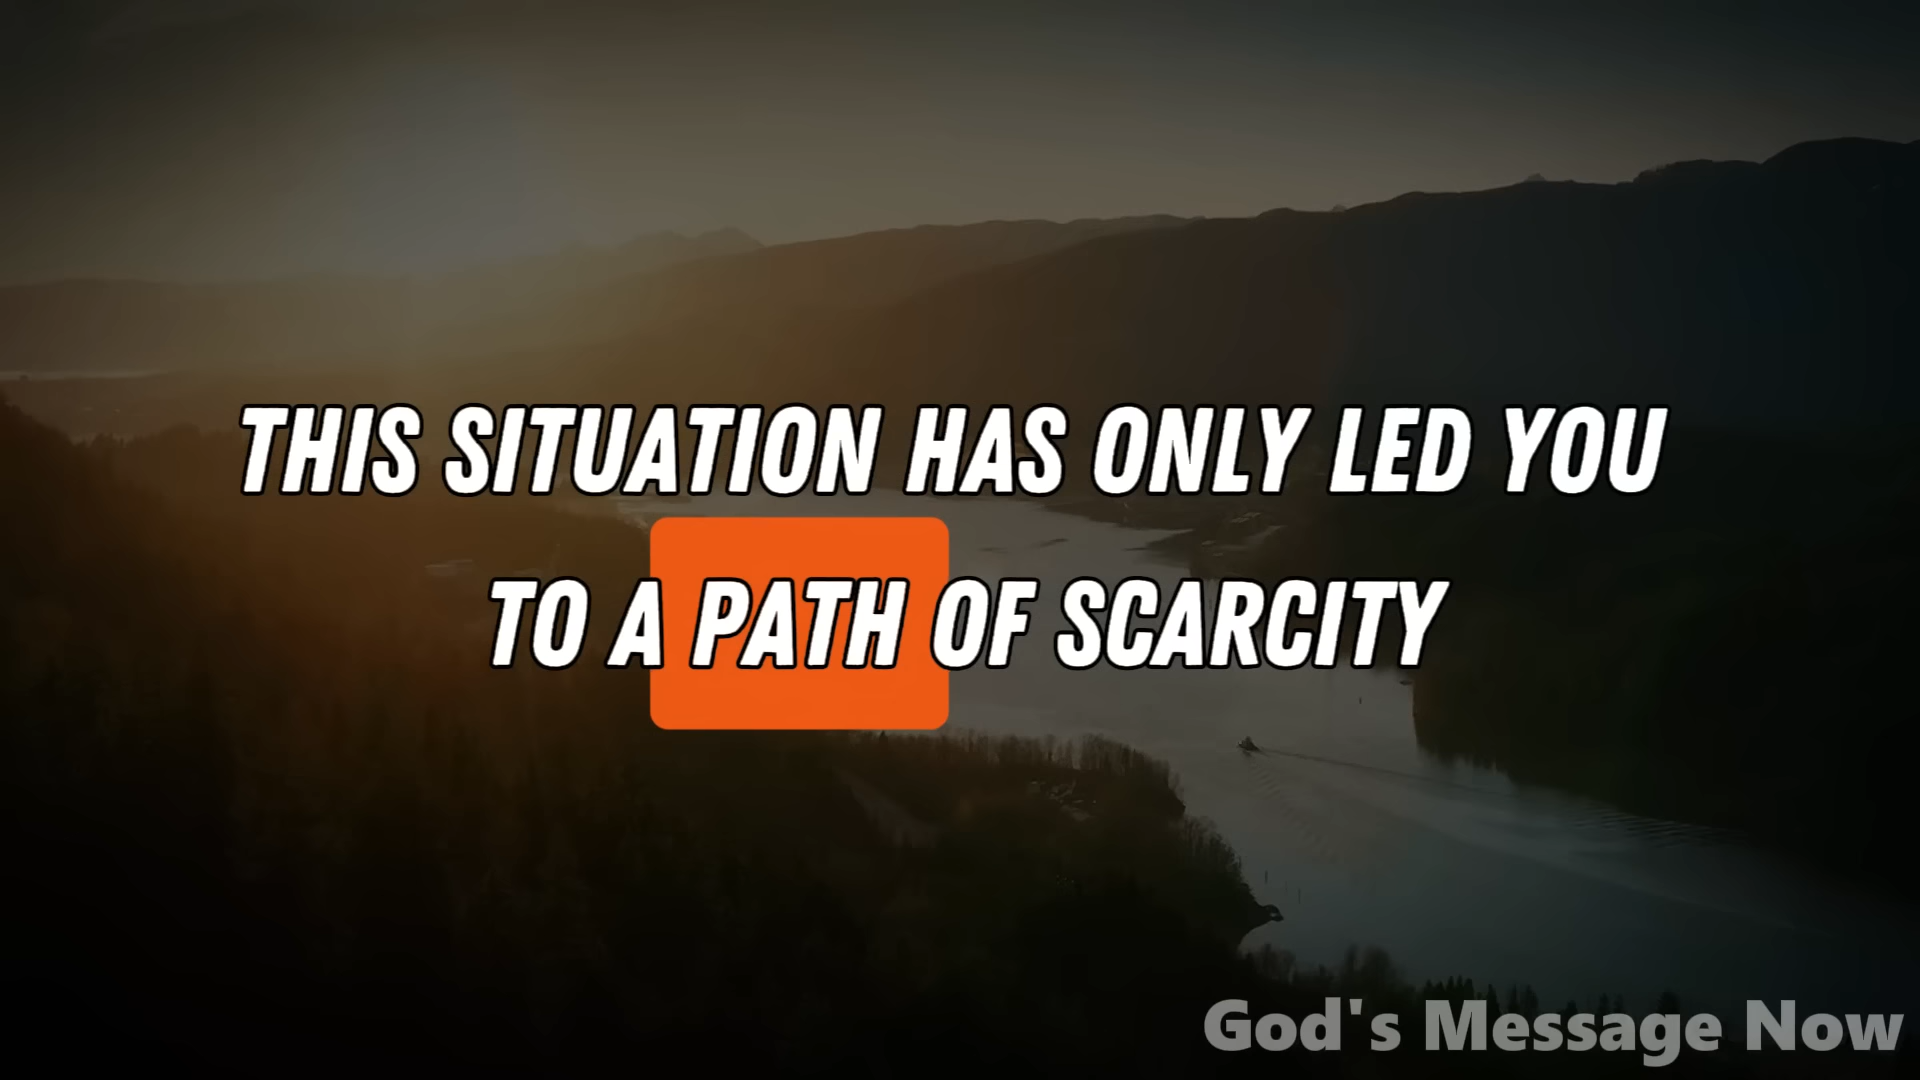 THIS SITUATION HAS ONLY LED YOU
TO A PATH OF SCARCITY
God's Message Now